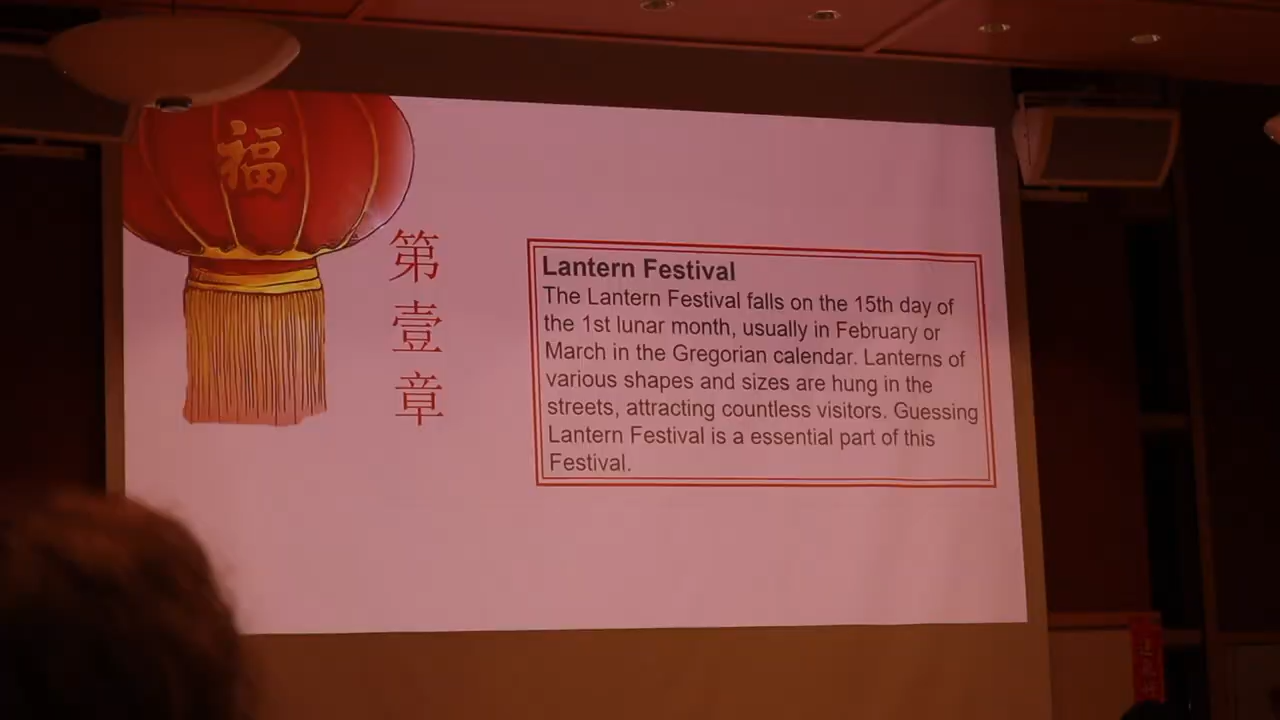 福
第
壹
章
Lantern Festival
The Lantern Festival falls on the 15th day of
the 1st lunar month, usually in February or
March in the Gregorian calendar. Lanterns of
various shapes and sizes are hung in the
streets, attracting countless visitors. Guessing
Lantern Festival is a essential part of this
Festival.